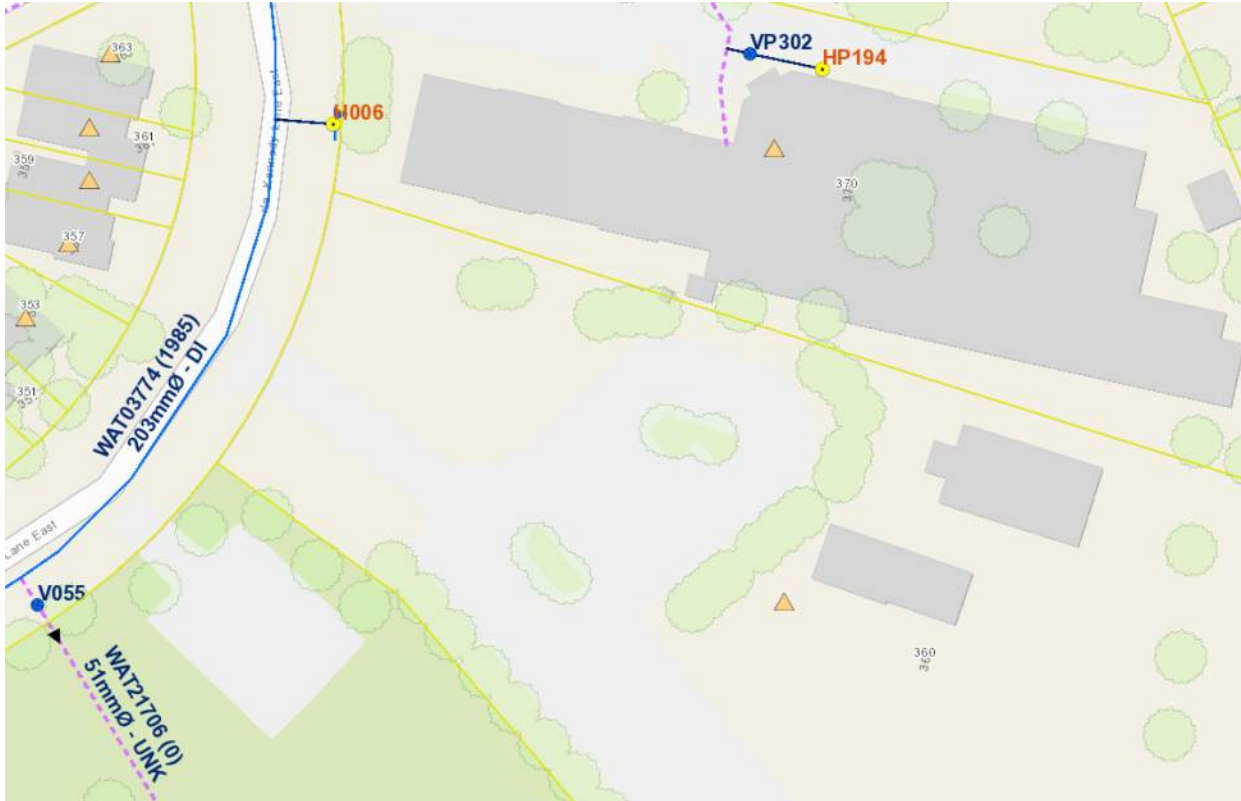 363
VP302
HP194
H006
361
359
370
357
353
WAT03774 (1985)
203mmØ - DI
351
Lane East
V055
WAT21706 (0)
51mmØ - UNK
360